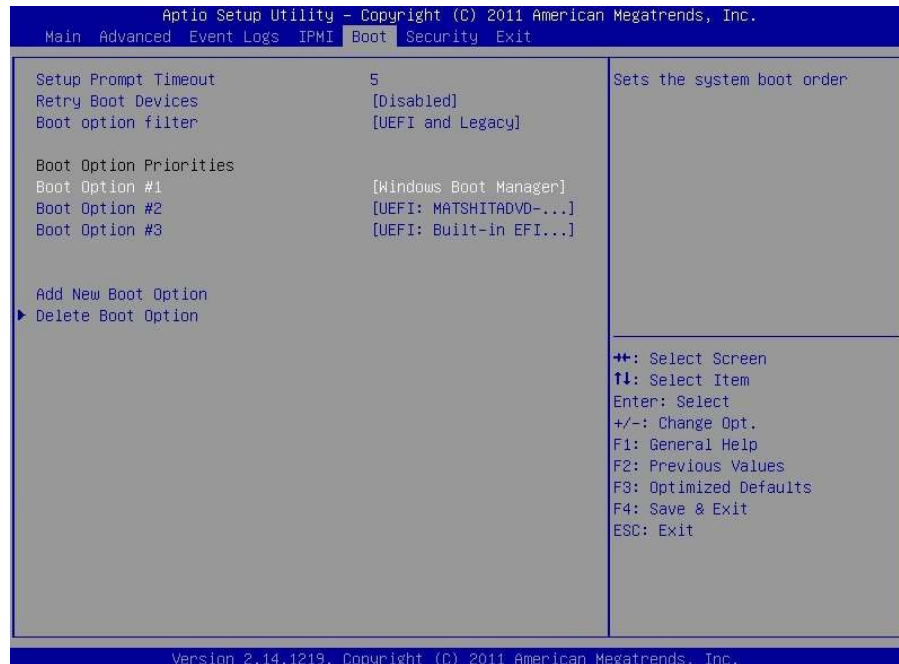 Aptio Setup Utility – Copyright (C) 2011 American Megatrends, Inc.
Main Advanced Event Logs IPMI Boot Security Exit
Setup Prompt Timeout 5
Retry Boot Devices [Disabled]
Boot option filter [UEFI and Legacy]
Boot Option Priorities
Boot Option #1 [Windows Boot Manager]
Boot Option #2 [UEFI: MATSHITADVD-...]
Boot Option #3 [UEFI: Built-in EFI...]
Add New Boot Option
Delete Boot Option
Sets the system boot order
→←: Select Screen
↑↓: Select Item
Enter: Select
+/-: Change Opt.
F1: General Help
F2: Previous Values
F3: Optimized Defaults
F4: Save & Exit
ESC: Exit
Version 2.14.1219. Copyright (C) 2011 American Megatrends, Inc.